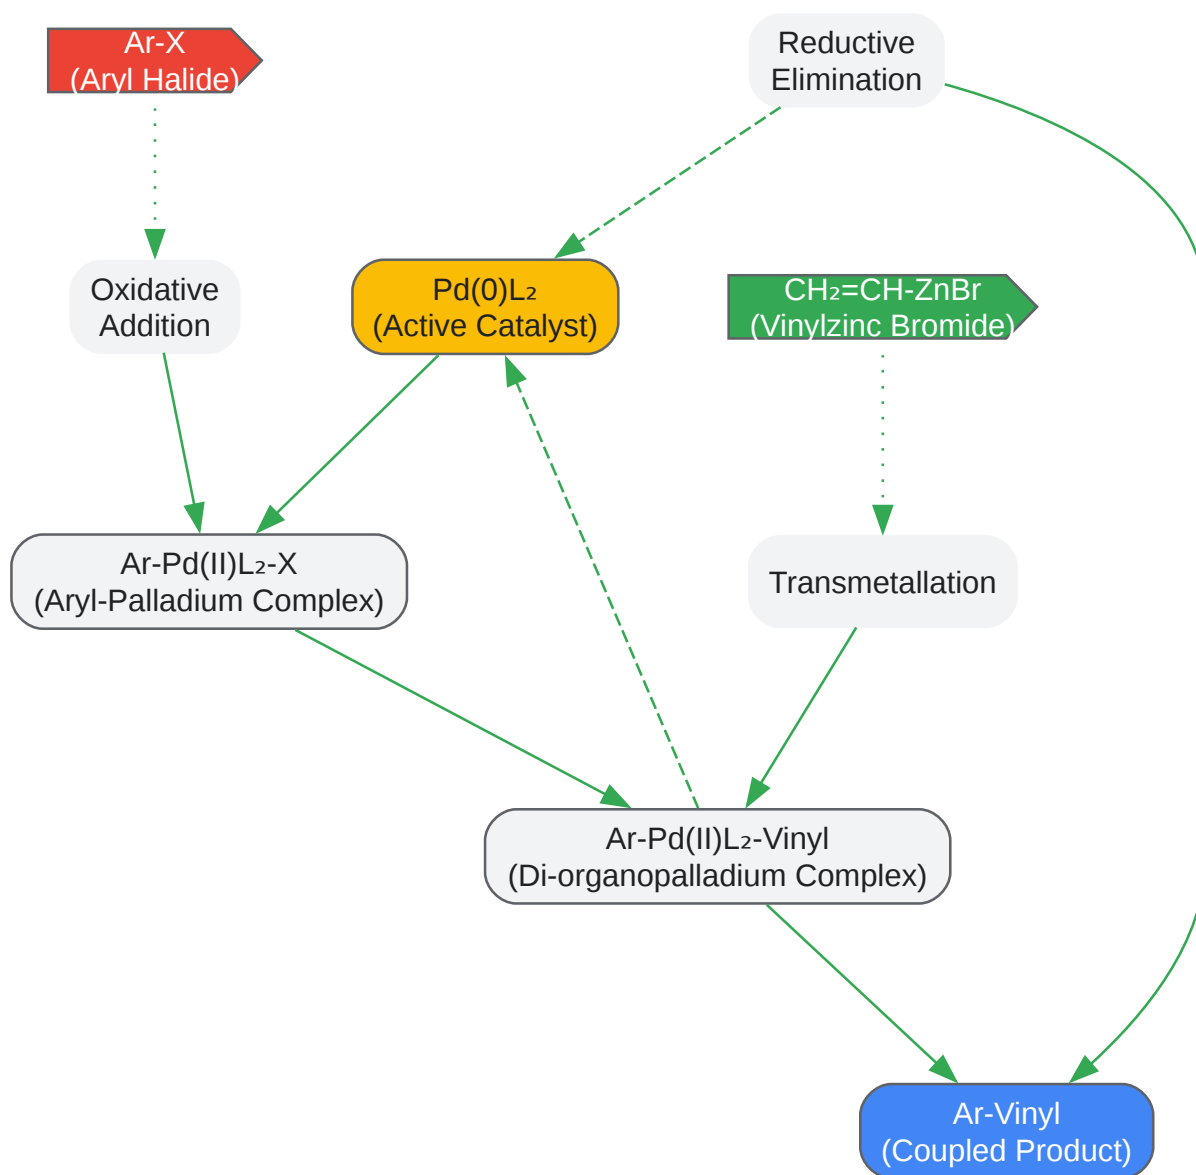 Ar-X
(Aryl Halide)
Reductive
Elimination
Oxidative
Addition
Pd(0)L₂
(Active Catalyst)
CH₂=CH-ZnBr
(Vinylzinc Bromide)
Ar-Pd(II)L₂-X
(Aryl-Palladium Complex)
Transmetallation
Ar-Pd(II)L₂-Vinyl
(Di-organopalladium Complex)
Ar-Vinyl
(Coupled Product)